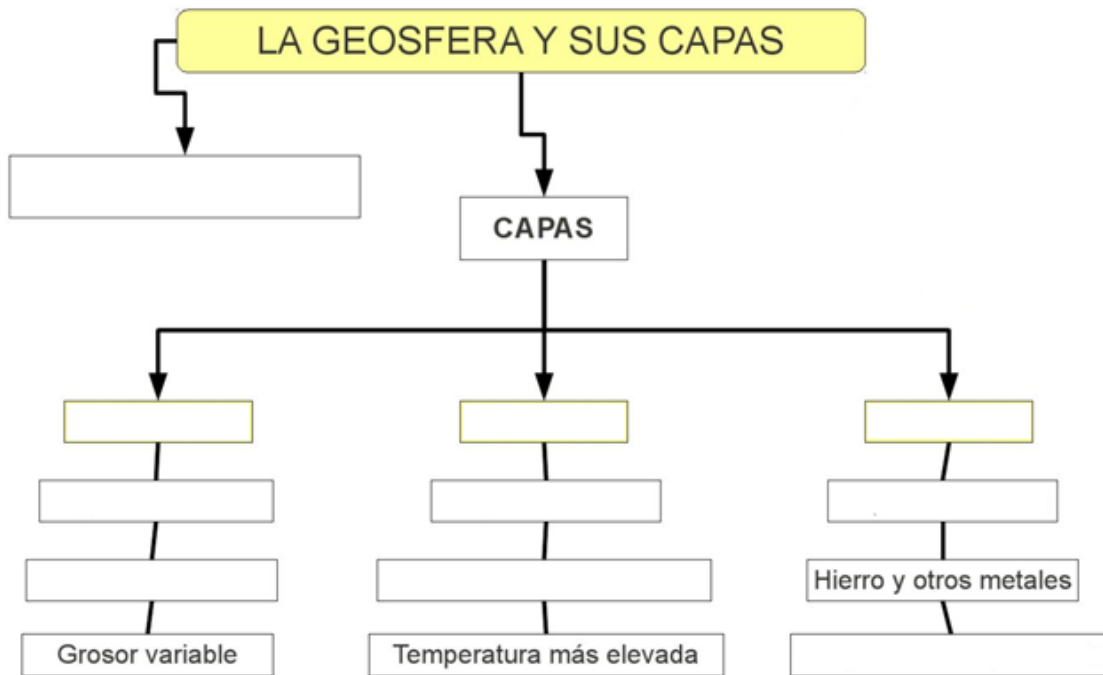 LA GEOSFERA Y SUS CAPAS
CAPAS
Hierro y otros metales
Grosor variable
Temperatura más elevada